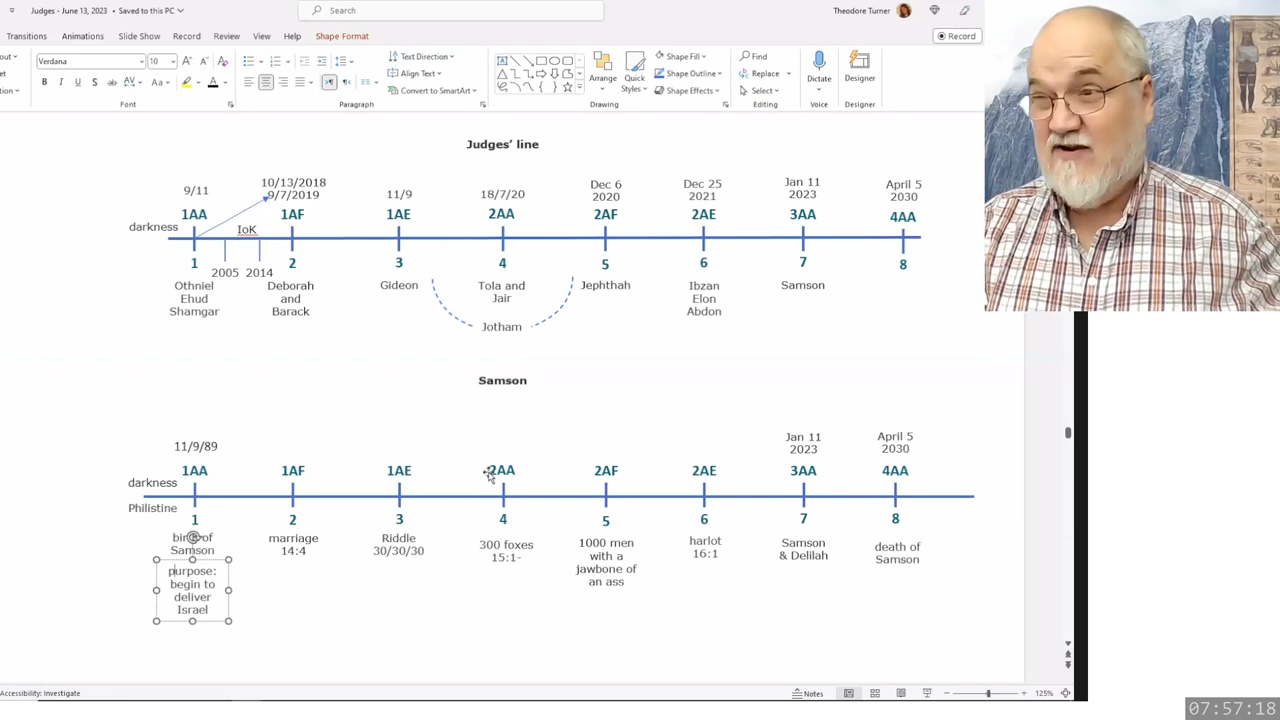 Judges - June 13, 2023 • Saved to this PC
Search
Theodore Turner
Transitions Animations Slide Show Record Review View Help Shape Format
Record
Verdana 10
Text Direction
Align Text
Convert to SmartArt
Arrange
Quick Styles
Shape Fill
Shape Outline
Shape Effects
Find
Replace
Select
Dictate
Designer
Font Paragraph Drawing Editing Voice Designer
Judges' line
9/11
10/13/2018
9/7/2019
11/9
18/7/20
Dec 6
2020
Dec 25
2021
Jan 11
2023
April 5
2030
1AA 1AF 1AE 2AA 2AF 2AE 3AA 4AA
darkness
IoK
1 2 3 4 5 6 7 8
2005 2014
Othniel
Ehud
Shamgar
Deborah
and
Barack
Gideon
Tola and
Jair
Jotham
Jephthah
Ibzan
Elon
Abdon
Samson
Samson
11/9/89
Jan 11
2023
April 5
2030
1AA 1AF 1AE 2AA 2AF 2AE 3AA 4AA
darkness
Philistine
1 2 3 4 5 6 7 8
birth of
Samson
purpose:
begin to
deliver
Israel
marriage
14:4
Riddle
30/30/30
300 foxes
15:1-
1000 men
with a
jawbone of
an ass
harlot
16:1
Samson
& Delilah
death of
Samson
Accessibility: Investigate
Notes
125%
07:57:18